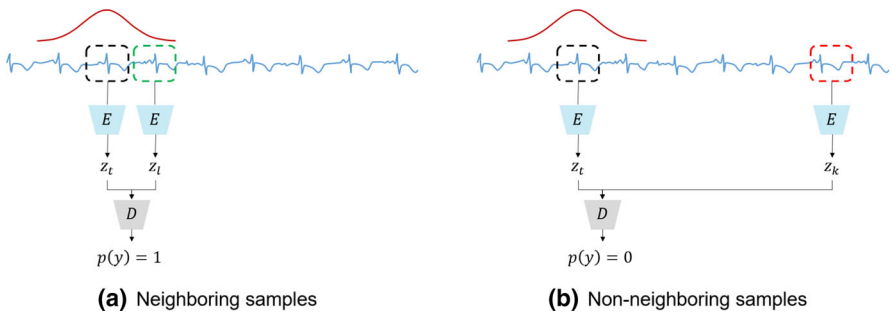 E E
z_t z_l
D
p(y) = 1
(a) Neighboring samples
E E
z_t z_k
D
p(y) = 0
(b) Non-neighboring samples